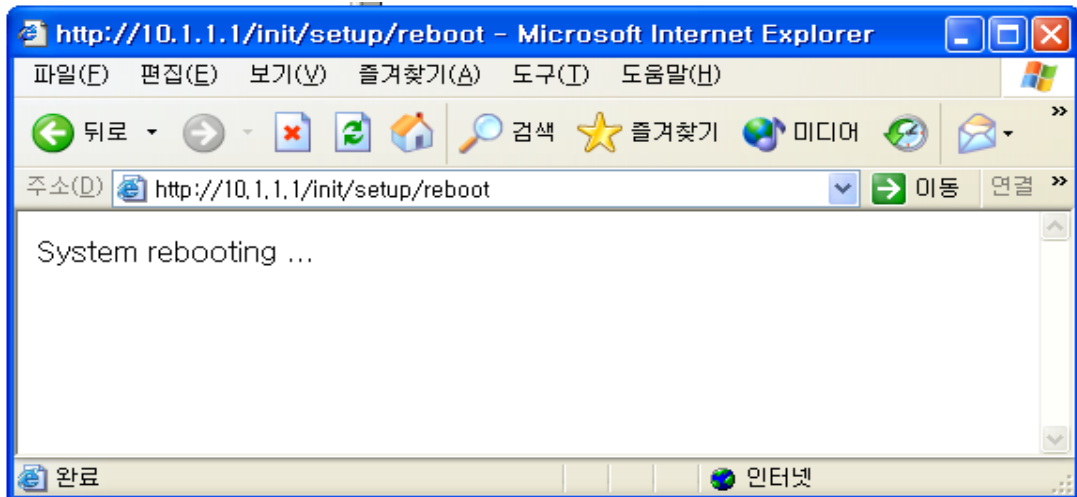 http://10.1.1.1/init/setup/reboot - Microsoft Internet Explorer
파일(F) 편집(E) 보기(V) 즐겨찾기(A) 도구(T) 도움말(H)
뒤로 검색 즐겨찾기 미디어 »
주소(D) http://10.1.1.1/init/setup/reboot 이동 연결 »
System rebooting ...
완료 인터넷